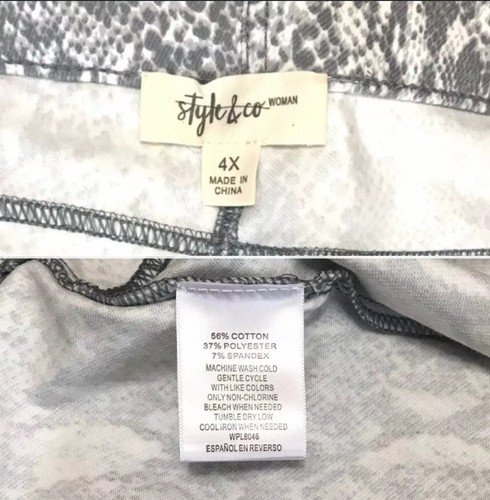 style&co WOMAN
4X
MADE IN
CHINA
56% COTTON
37% POLYESTER
7% SPANDEX
MACHINE WASH COLD
GENTLE CYCLE
WITH LIKE COLORS
ONLY NON-CHLORINE
BLEACH WHEN NEEDED
TUMBLE DRY LOW
COOL IRON WHEN NEEDED
WPL8046
ESPAÑOL EN REVERSO